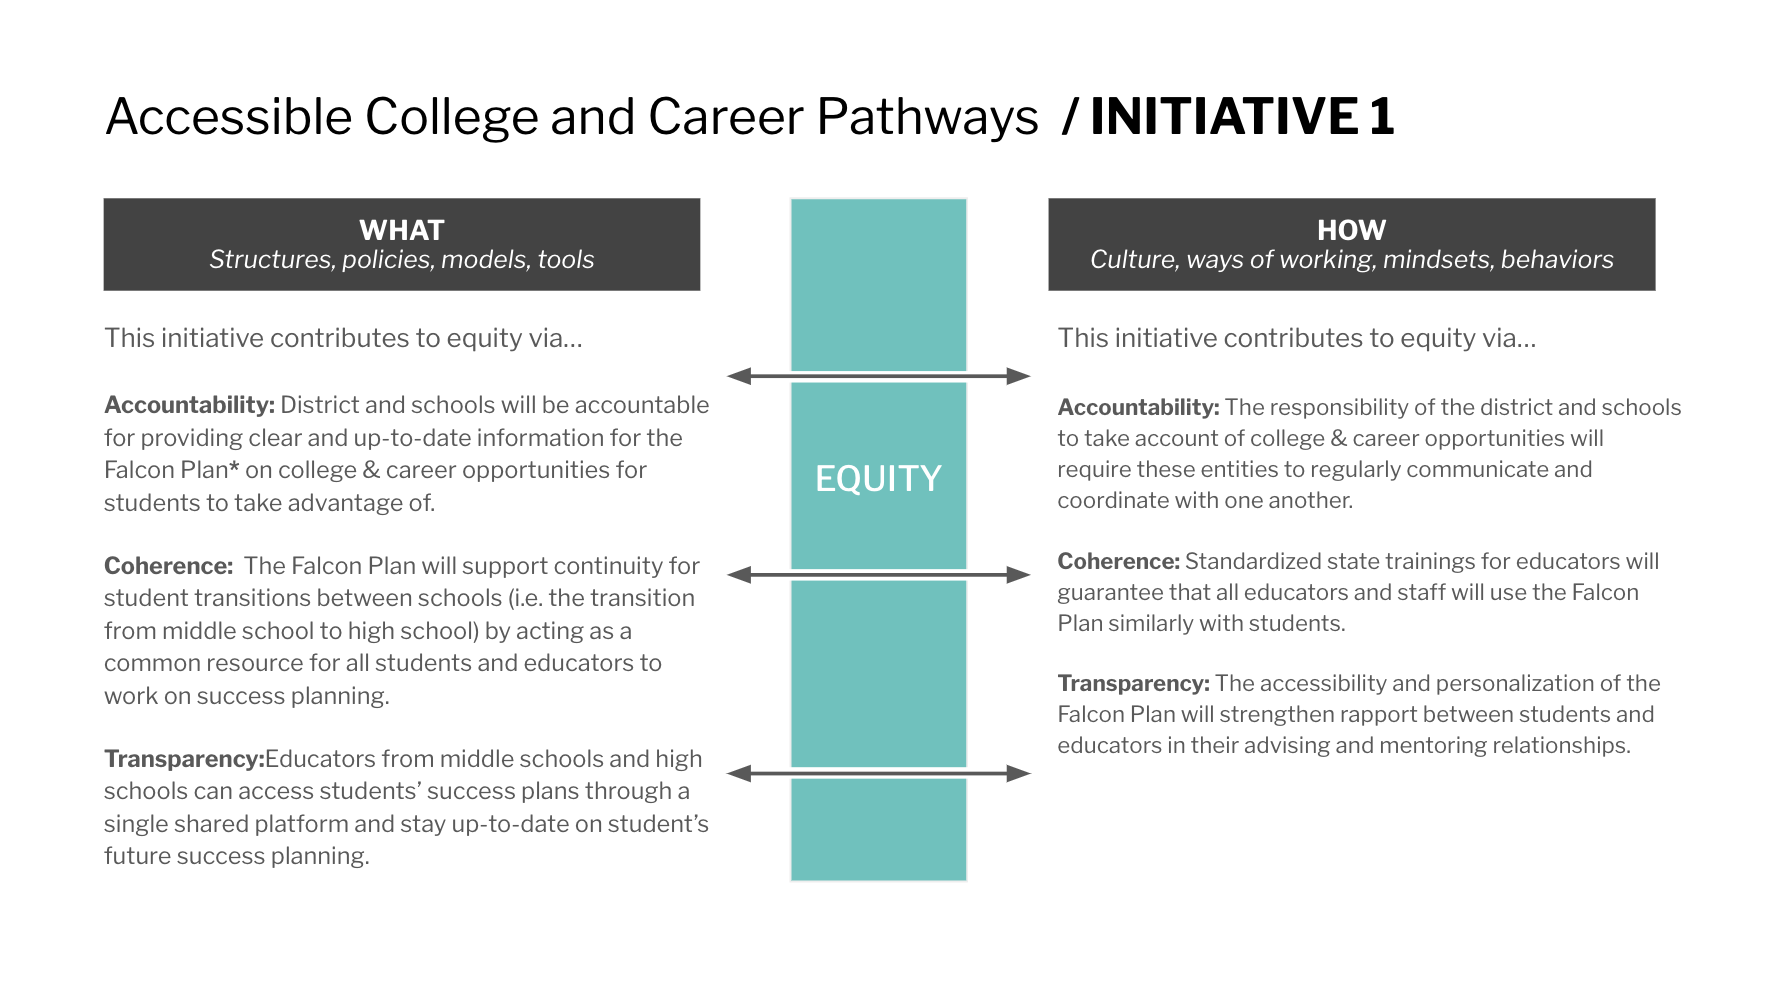 Accessible College and Career Pathways / INITIATIVE 1
WHAT
Structures, policies, models, tools
This initiative contributes to equity via...
Accountability: District and schools will be accountable
for providing clear and up-to-date information for the
Falcon Plan* on college & career opportunities for
students to take advantage of.
Coherence: The Falcon Plan will support continuity for
student transitions between schools (i.e. the transition
from middle school to high school) by acting as a
common resource for all students and educators to
work on success planning.
Transparency:Educators from middle schools and high
schools can access students’ success plans through a
single shared platform and stay up-to-date on student’s
future success planning.
EQUITY
HOW
Culture, ways of working, mindsets, behaviors
This initiative contributes to equity via...
Accountability: The responsibility of the district and schools
to take account of college & career opportunities will
require these entities to regularly communicate and
coordinate with one another.
Coherence: Standardized state trainings for educators will
guarantee that all educators and staff will use the Falcon
Plan similarly with students.
Transparency: The accessibility and personalization of the
Falcon Plan will strengthen rapport between students and
educators in their advising and mentoring relationships.